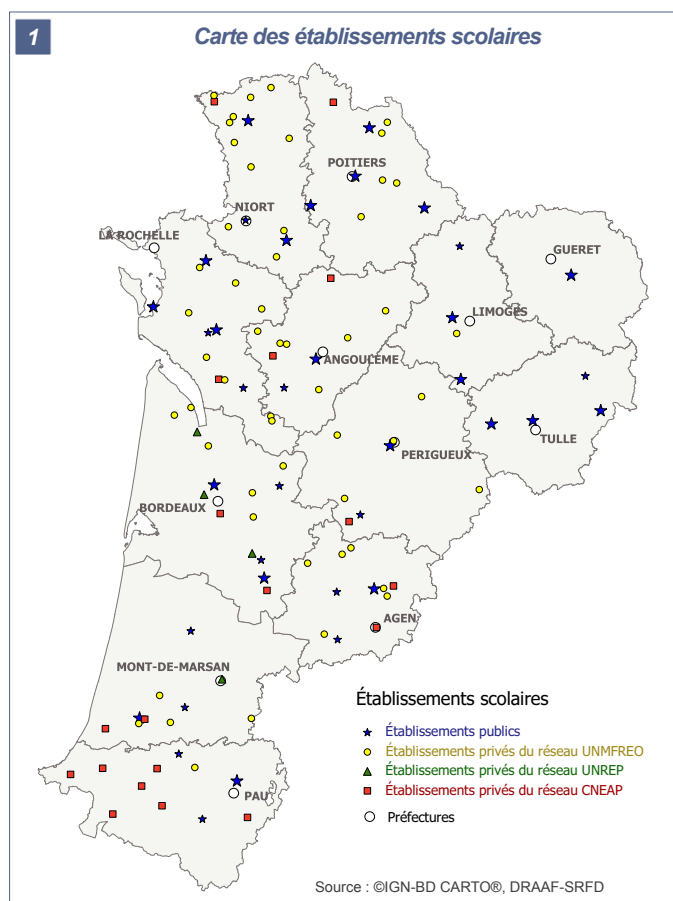 1
Carte des établissements scolaires
POITIERS
NIORT
LA ROCHELLE
GUERET
LIMOGES
ANGOULÊME
TULLE
PERIGUEUX
BORDEAUX
AGEN
MONT-DE-MARSAN
PAU
Établissements scolaires
Établissements publics
Établissements privés du réseau UNMFREO
Établissements privés du réseau UNREP
Établissements privés du réseau CNEAP
Préfectures
Source : ©IGN-BD CARTO®, DRAAF-SRFD